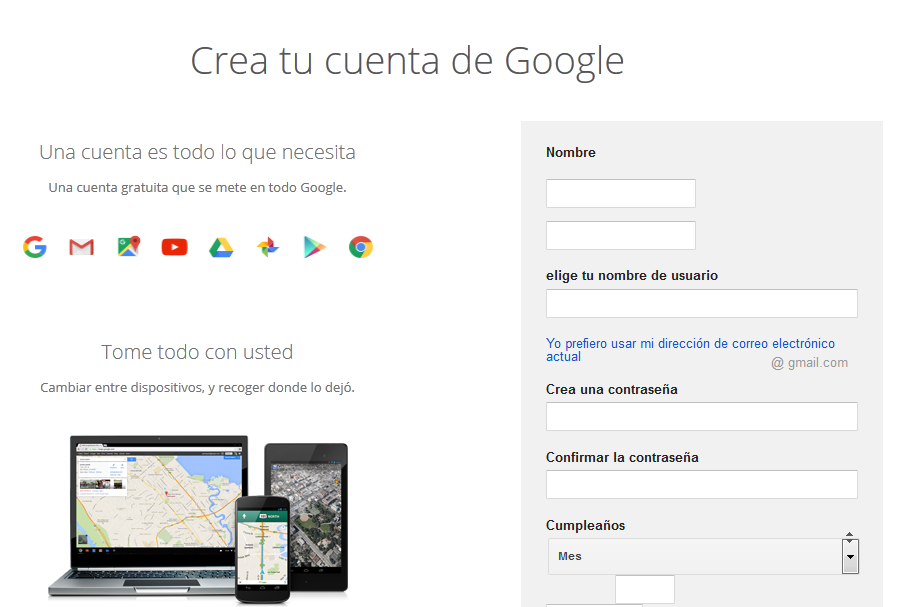 Crea tu cuenta de Google
Una cuenta es todo lo que necesita
Una cuenta gratuita que se mete en todo Google.
Tome todo con usted
Cambiar entre dispositivos, y recoger donde lo dejó.
Nombre
elige tu nombre de usuario
Yo prefiero usar mi dirección de correo electrónico
actual
@ gmail.com
Crea una contraseña
Confirmar la contraseña
Cumpleaños
Mes